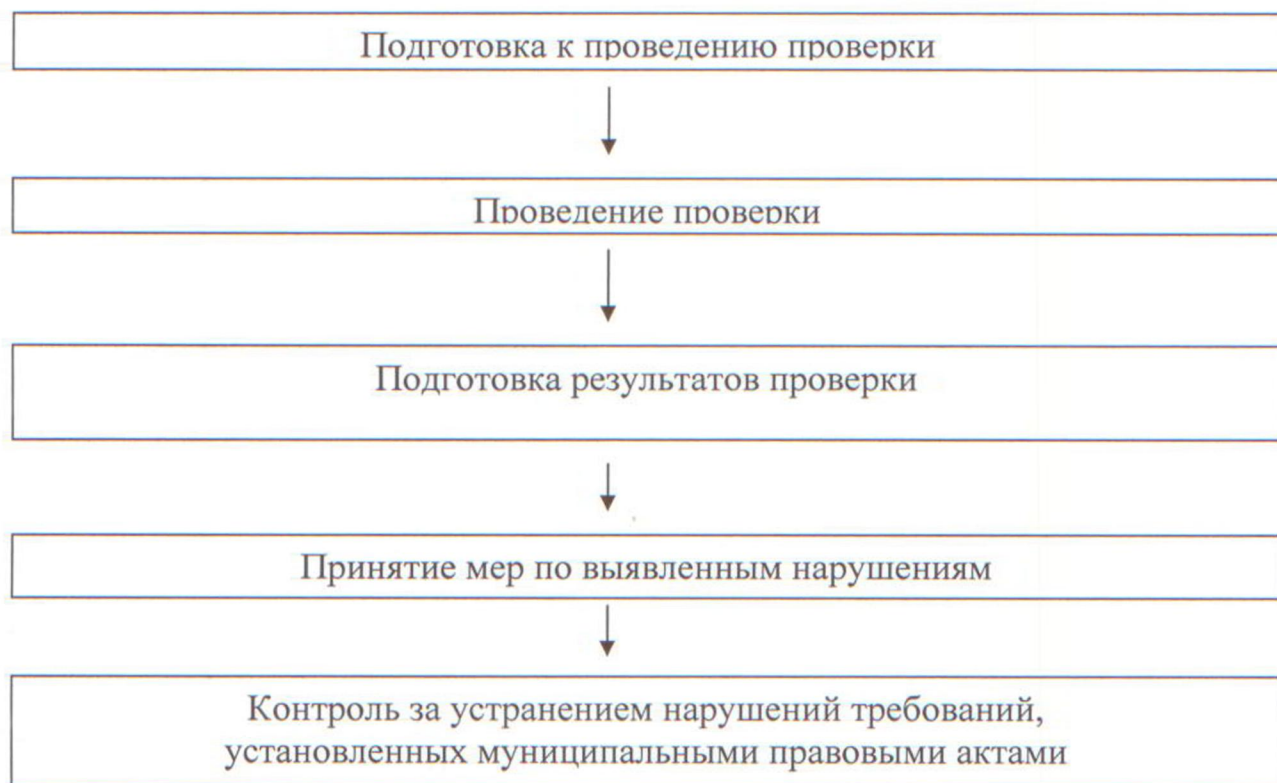 Подготовка к проведению проверки
Проведение проверки
Подготовка результатов проверки
Принятие мер по выявленным нарушениям
Контроль за устранением нарушений требований,
установленных муниципальными правовыми актами